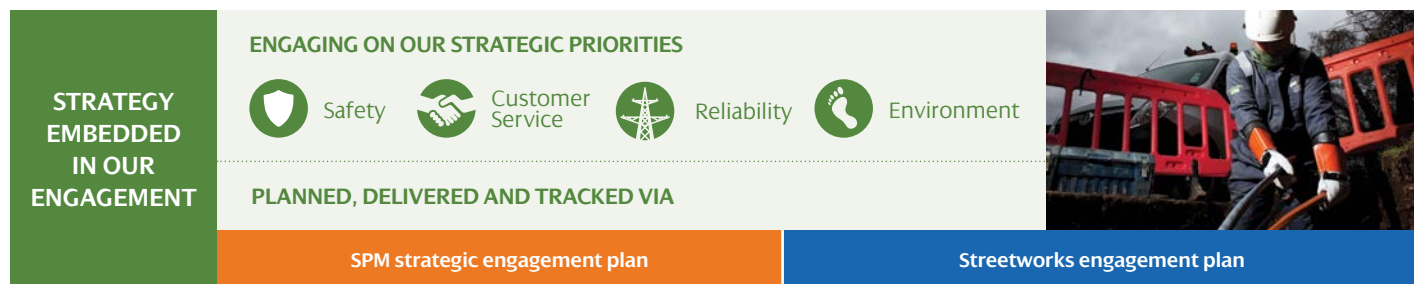 STRATEGY
EMBEDDED
IN OUR
ENGAGEMENT
ENGAGING ON OUR STRATEGIC PRIORITIES
Safety
Customer
Service
Reliability
Environment
PLANNED, DELIVERED AND TRACKED VIA
SPM strategic engagement plan
Streetworks engagement plan